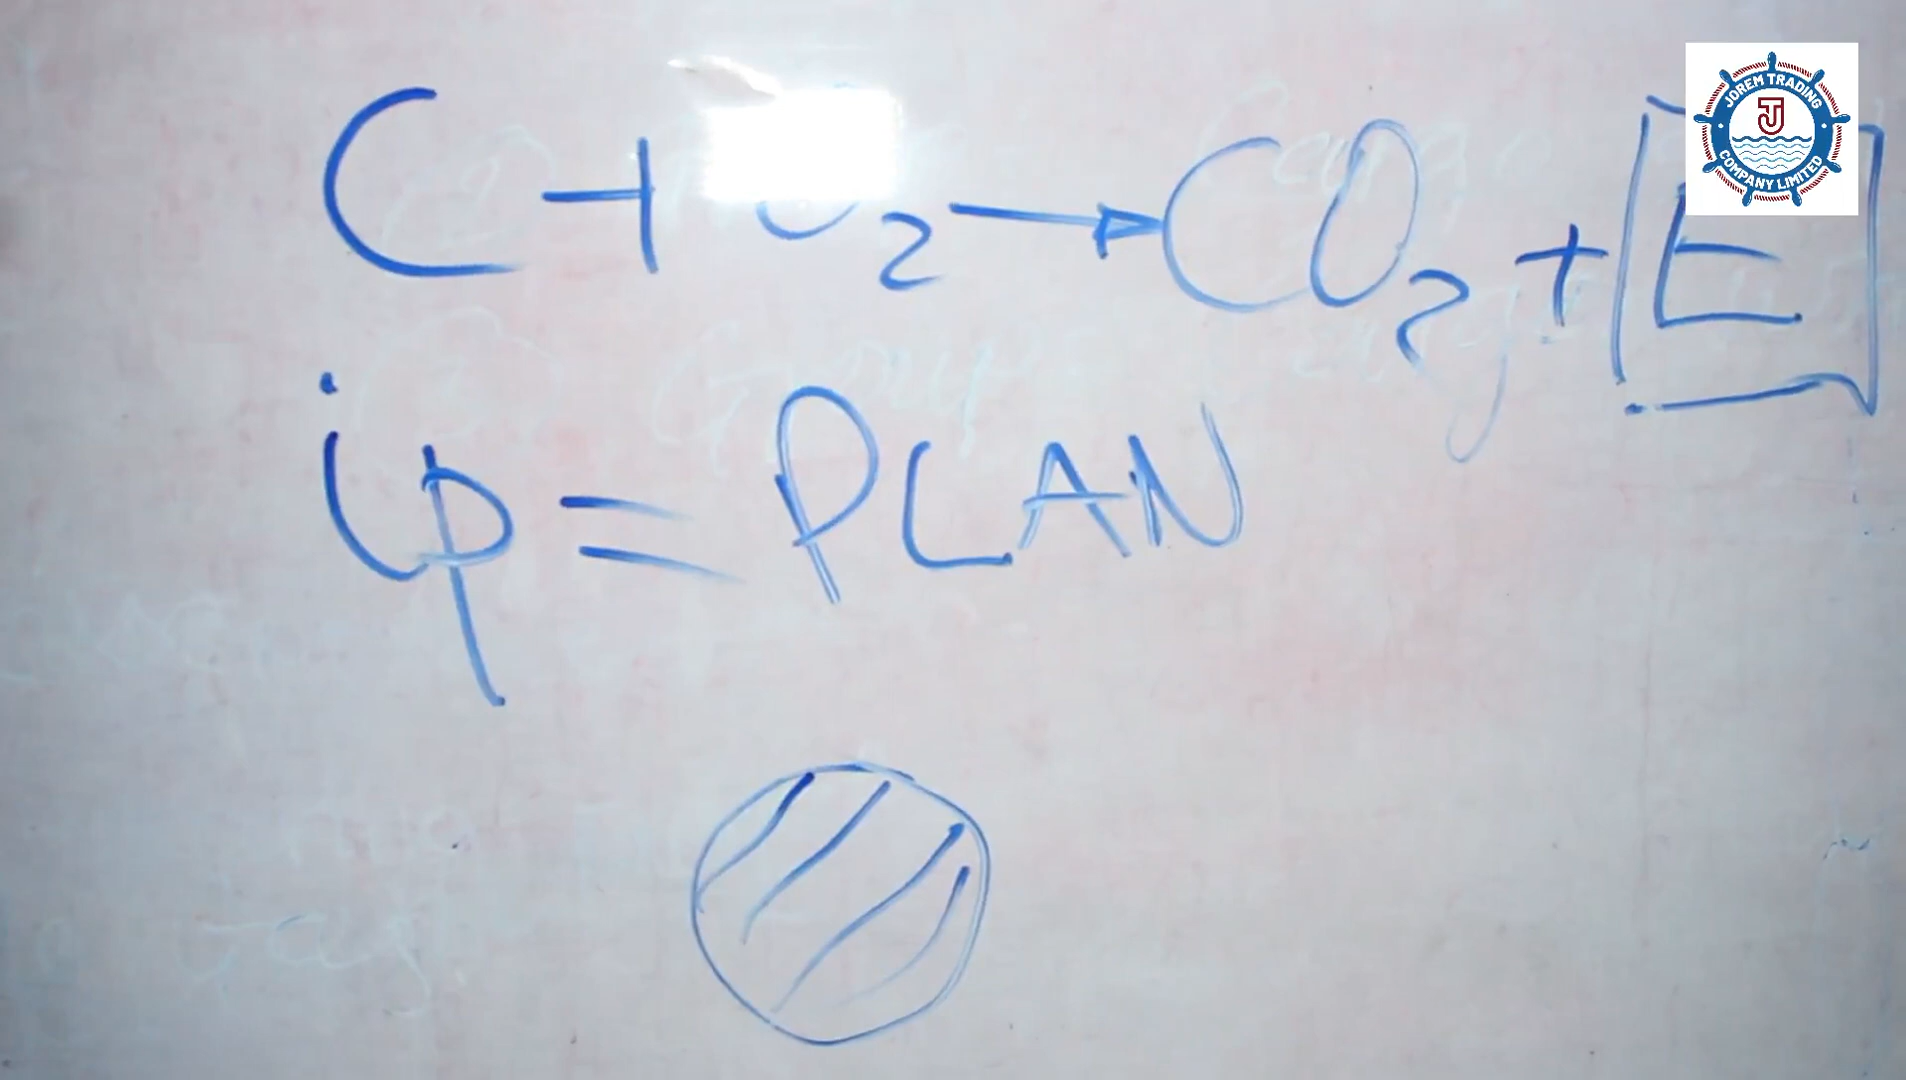 C + O2 → CO2 + E
ip = PLAN
JOREM TRADING
J
COMPANY LIMITED